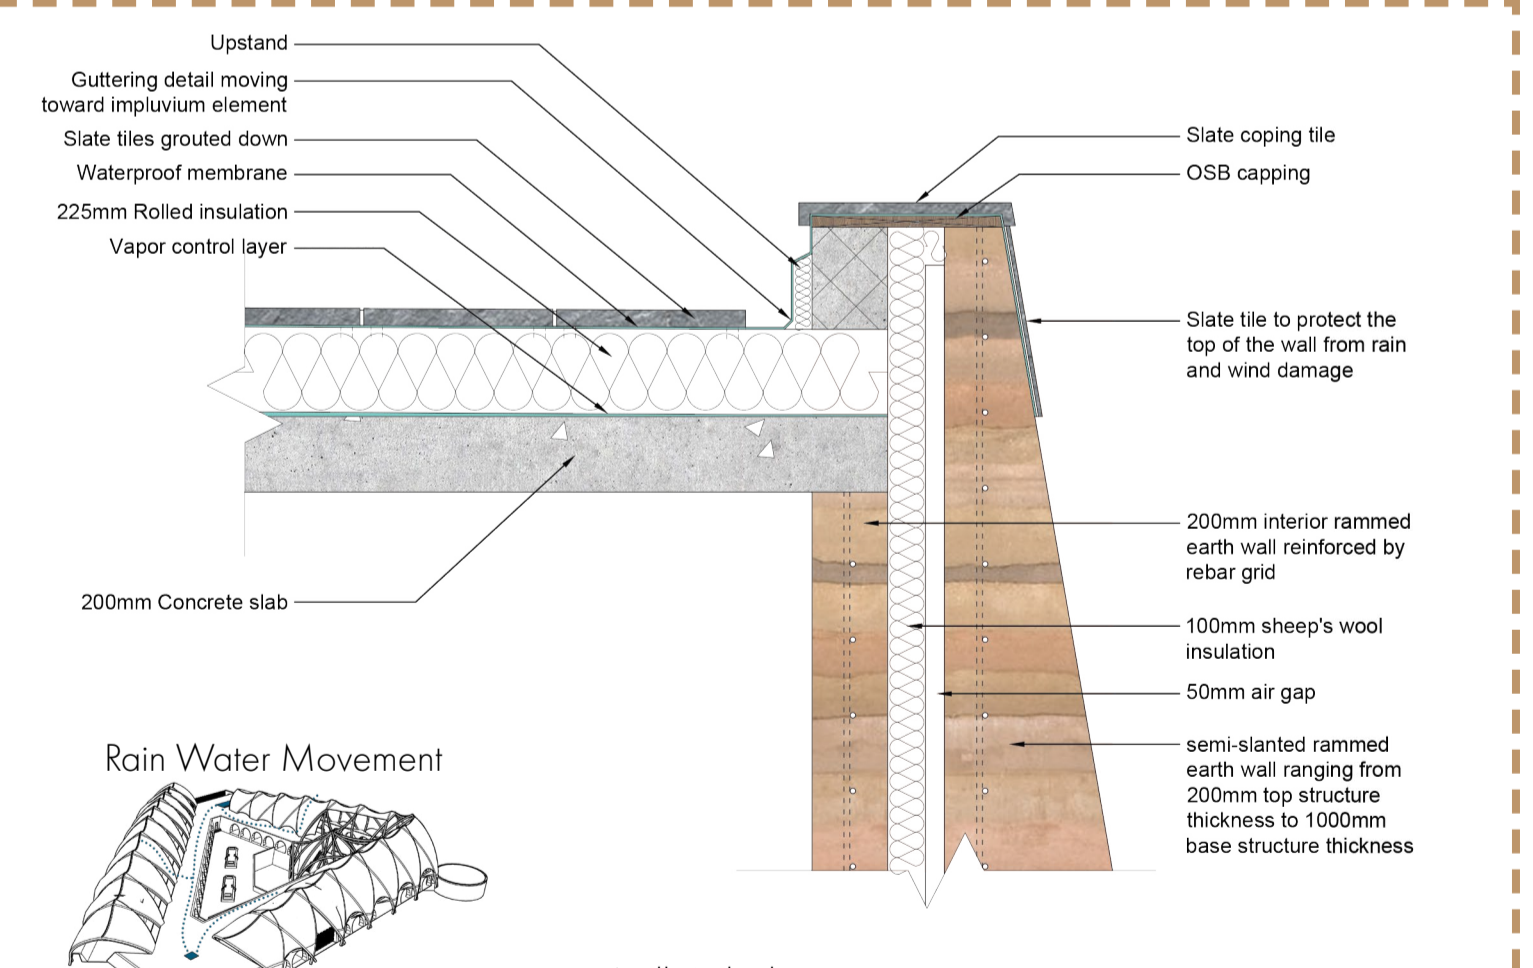 Upstand
Guttering detail moving
toward impluvium element
Slate tiles grouted down
Waterproof membrane
225mm Rolled insulation
Vapor control layer
200mm Concrete slab
Slate coping tile
OSB capping
Slate tile to protect the
top of the wall from rain
and wind damage
200mm interior rammed
earth wall reinforced by
rebar grid
100mm sheep's wool
insulation
50mm air gap
semi-slanted rammed
earth wall ranging from
200mm top structure
thickness to 1000mm
base structure thickness
Rain Water Movement